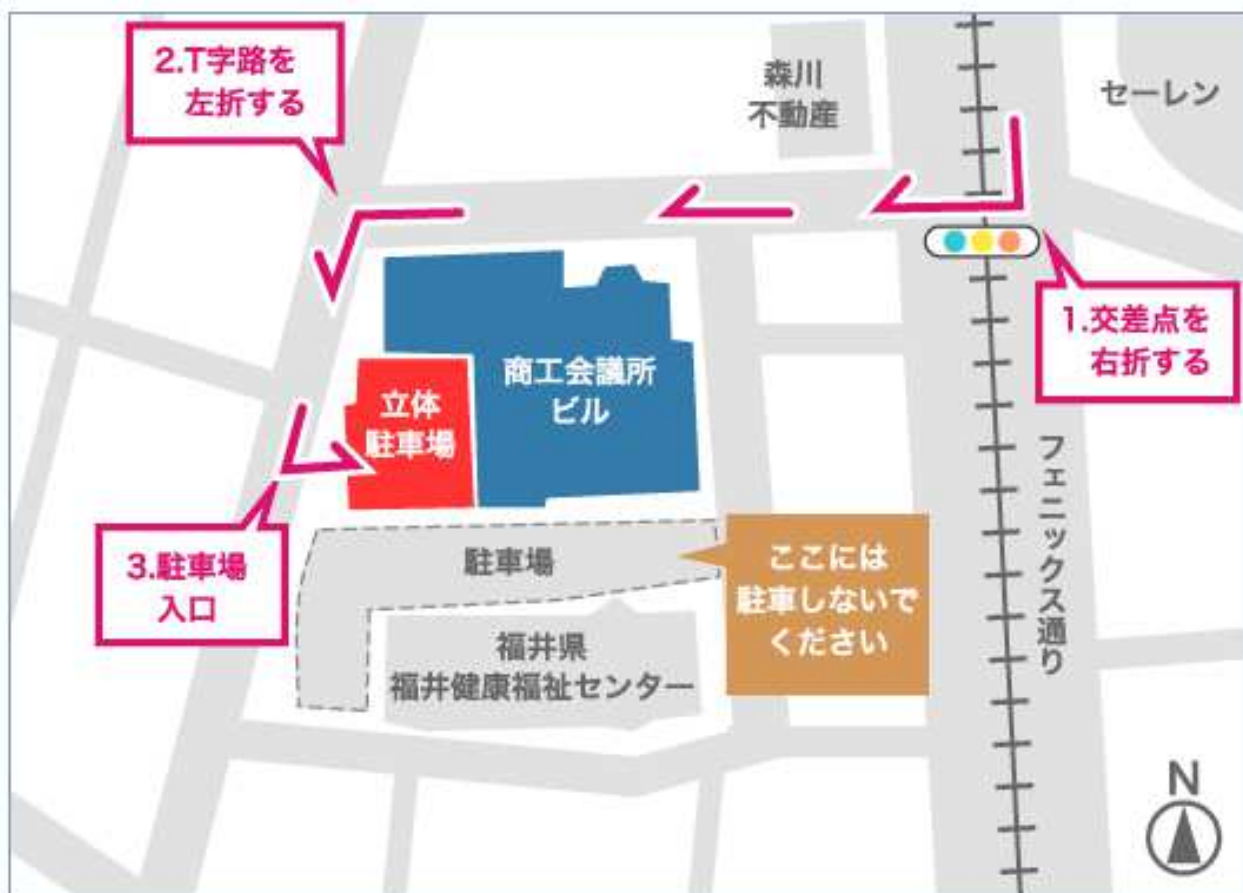 2.T字路を
左折する
森川
不動産
セーレン
1.交差点を
右折する
商工会議所
ビル
立体
駐車場
フェニックス通り
3.駐車場
入口
駐車場
ここには
駐車しないで
ください
福井県
福井健康福祉センター
N